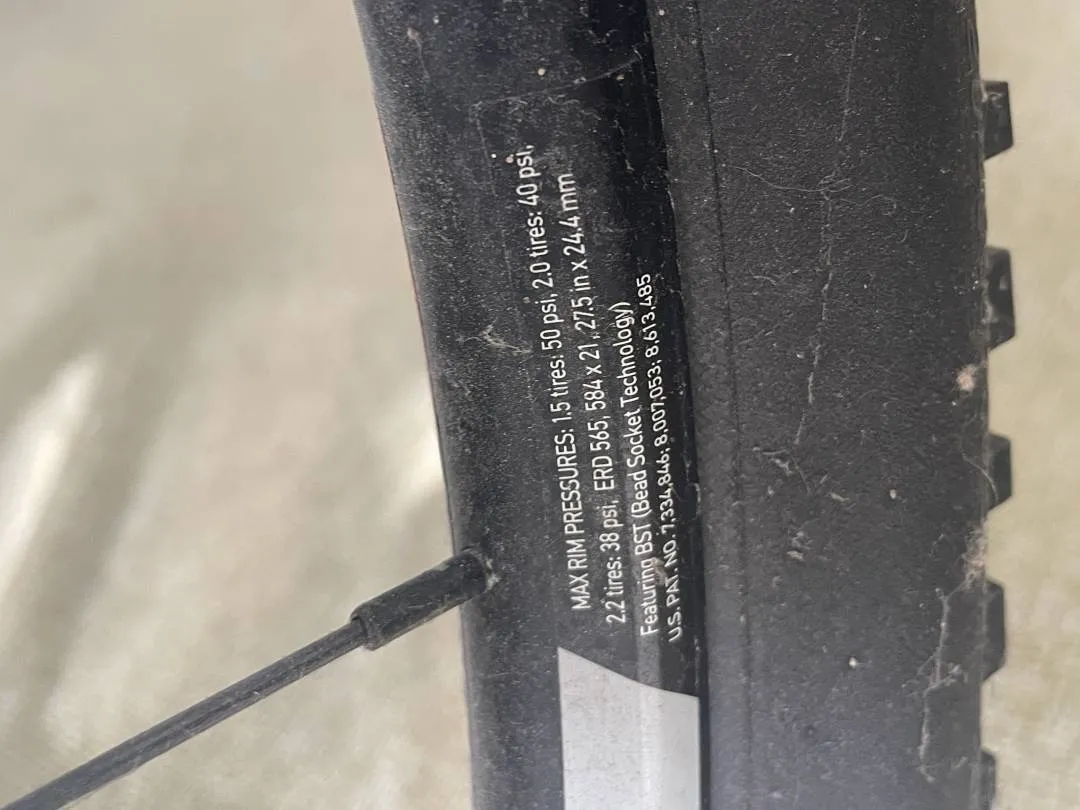 MAX RIM PRESSURES: 1.5 tires: 50 psi, 2.0 tires: 40 psi,
2.2 tires: 38 psi, ERD 565, 584 x 21, 27.5 in x 24.4 mm
Featuring BST (Bead Socket Technology)
U.S. PAT. NO. 7,334,846; 8,007,053; 8,613,485